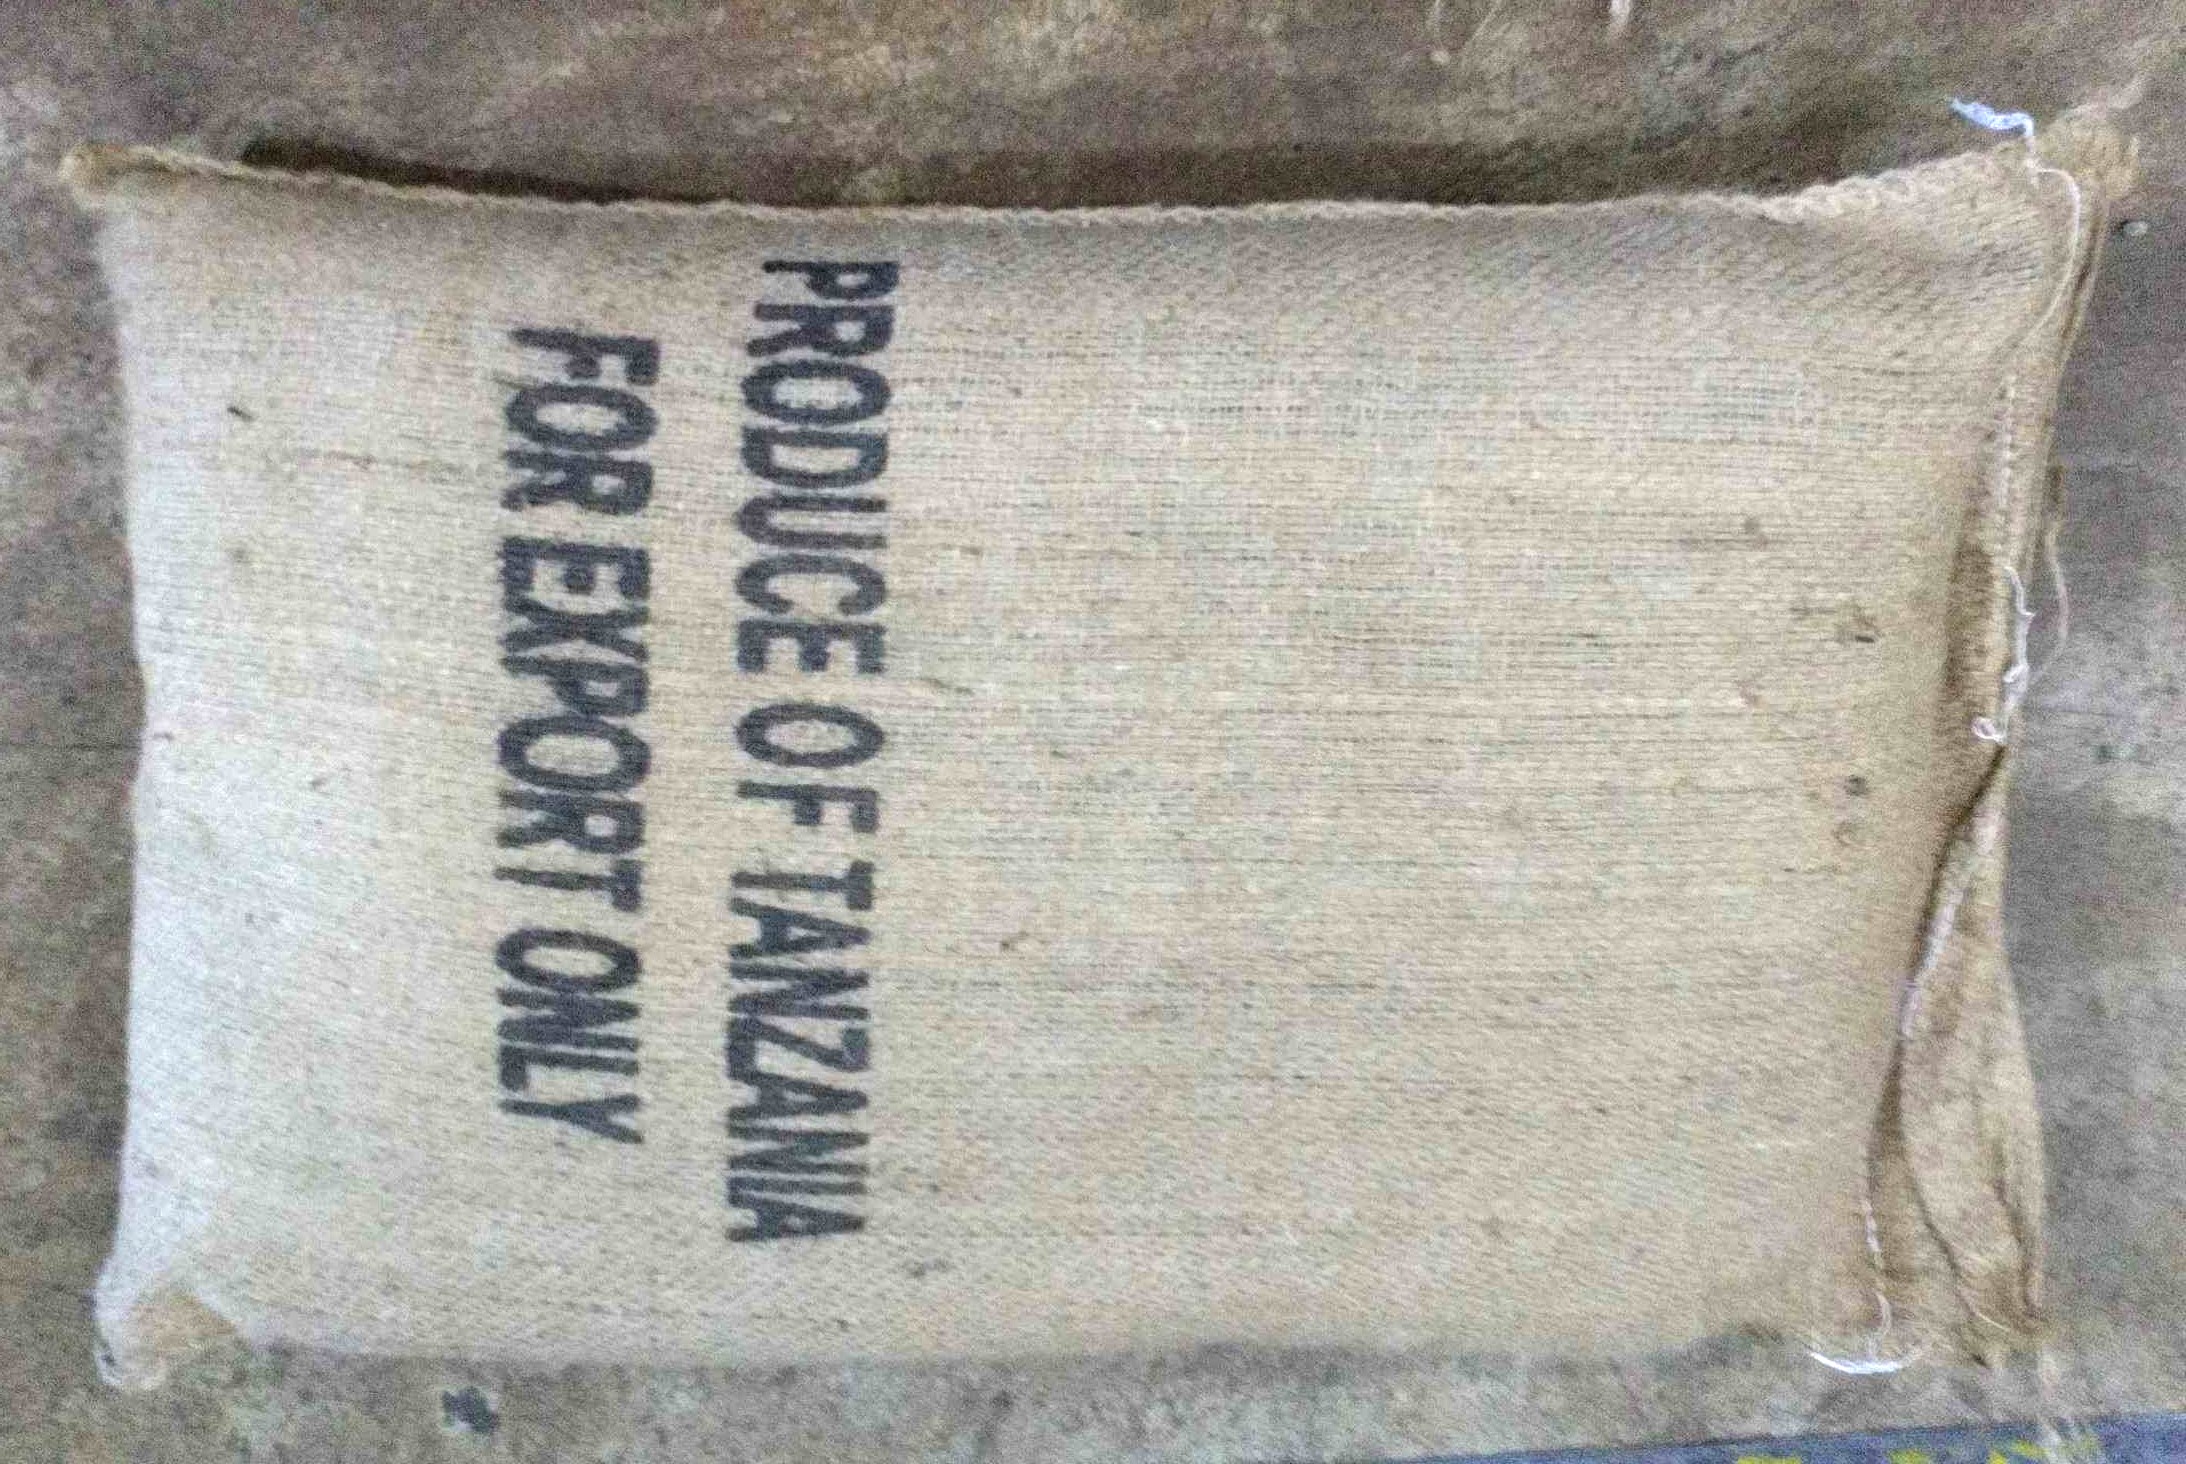 PRODUCE OF TANZANIA
FOR EXPORT ONLY